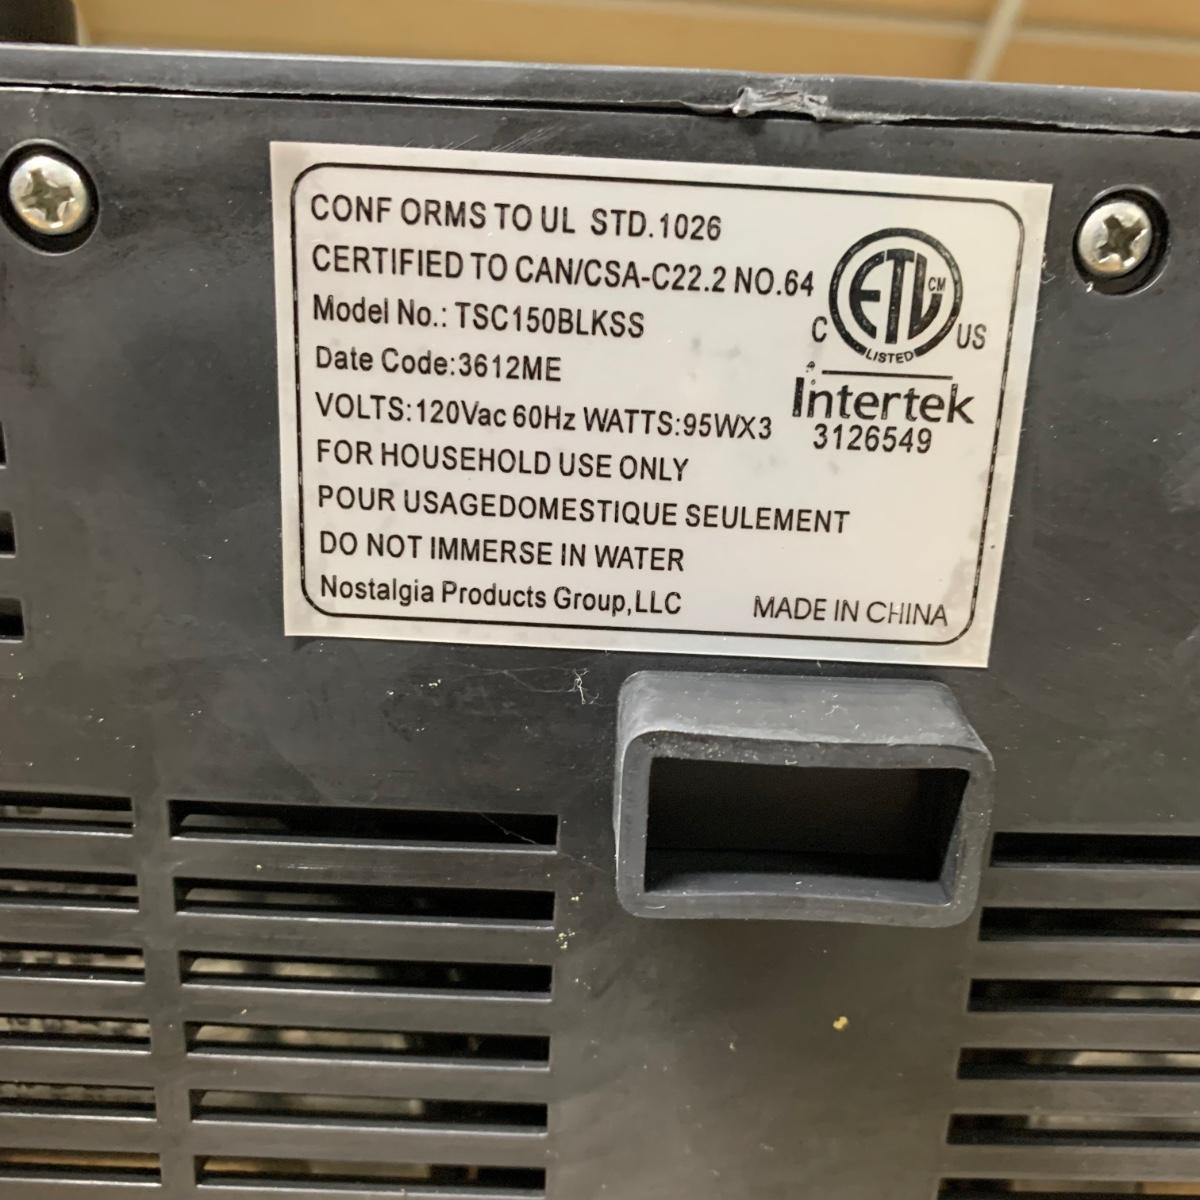 CONF ORMS TO UL STD.1026
CERTIFIED TO CAN/CSA-C22.2 NO.64
Model No.: TSC150BLKSS
Date Code:3612ME
VOLTS:120Vac 60Hz WATTS:95WX3
FOR HOUSEHOLD USE ONLY
POUR USAGEDOMESTIQUE SEULEMENT
DO NOT IMMERSE IN WATER
Nostalgia Products Group,LLC
MADE IN CHINA
ETL CM
LISTED
C US
Intertek
3126549